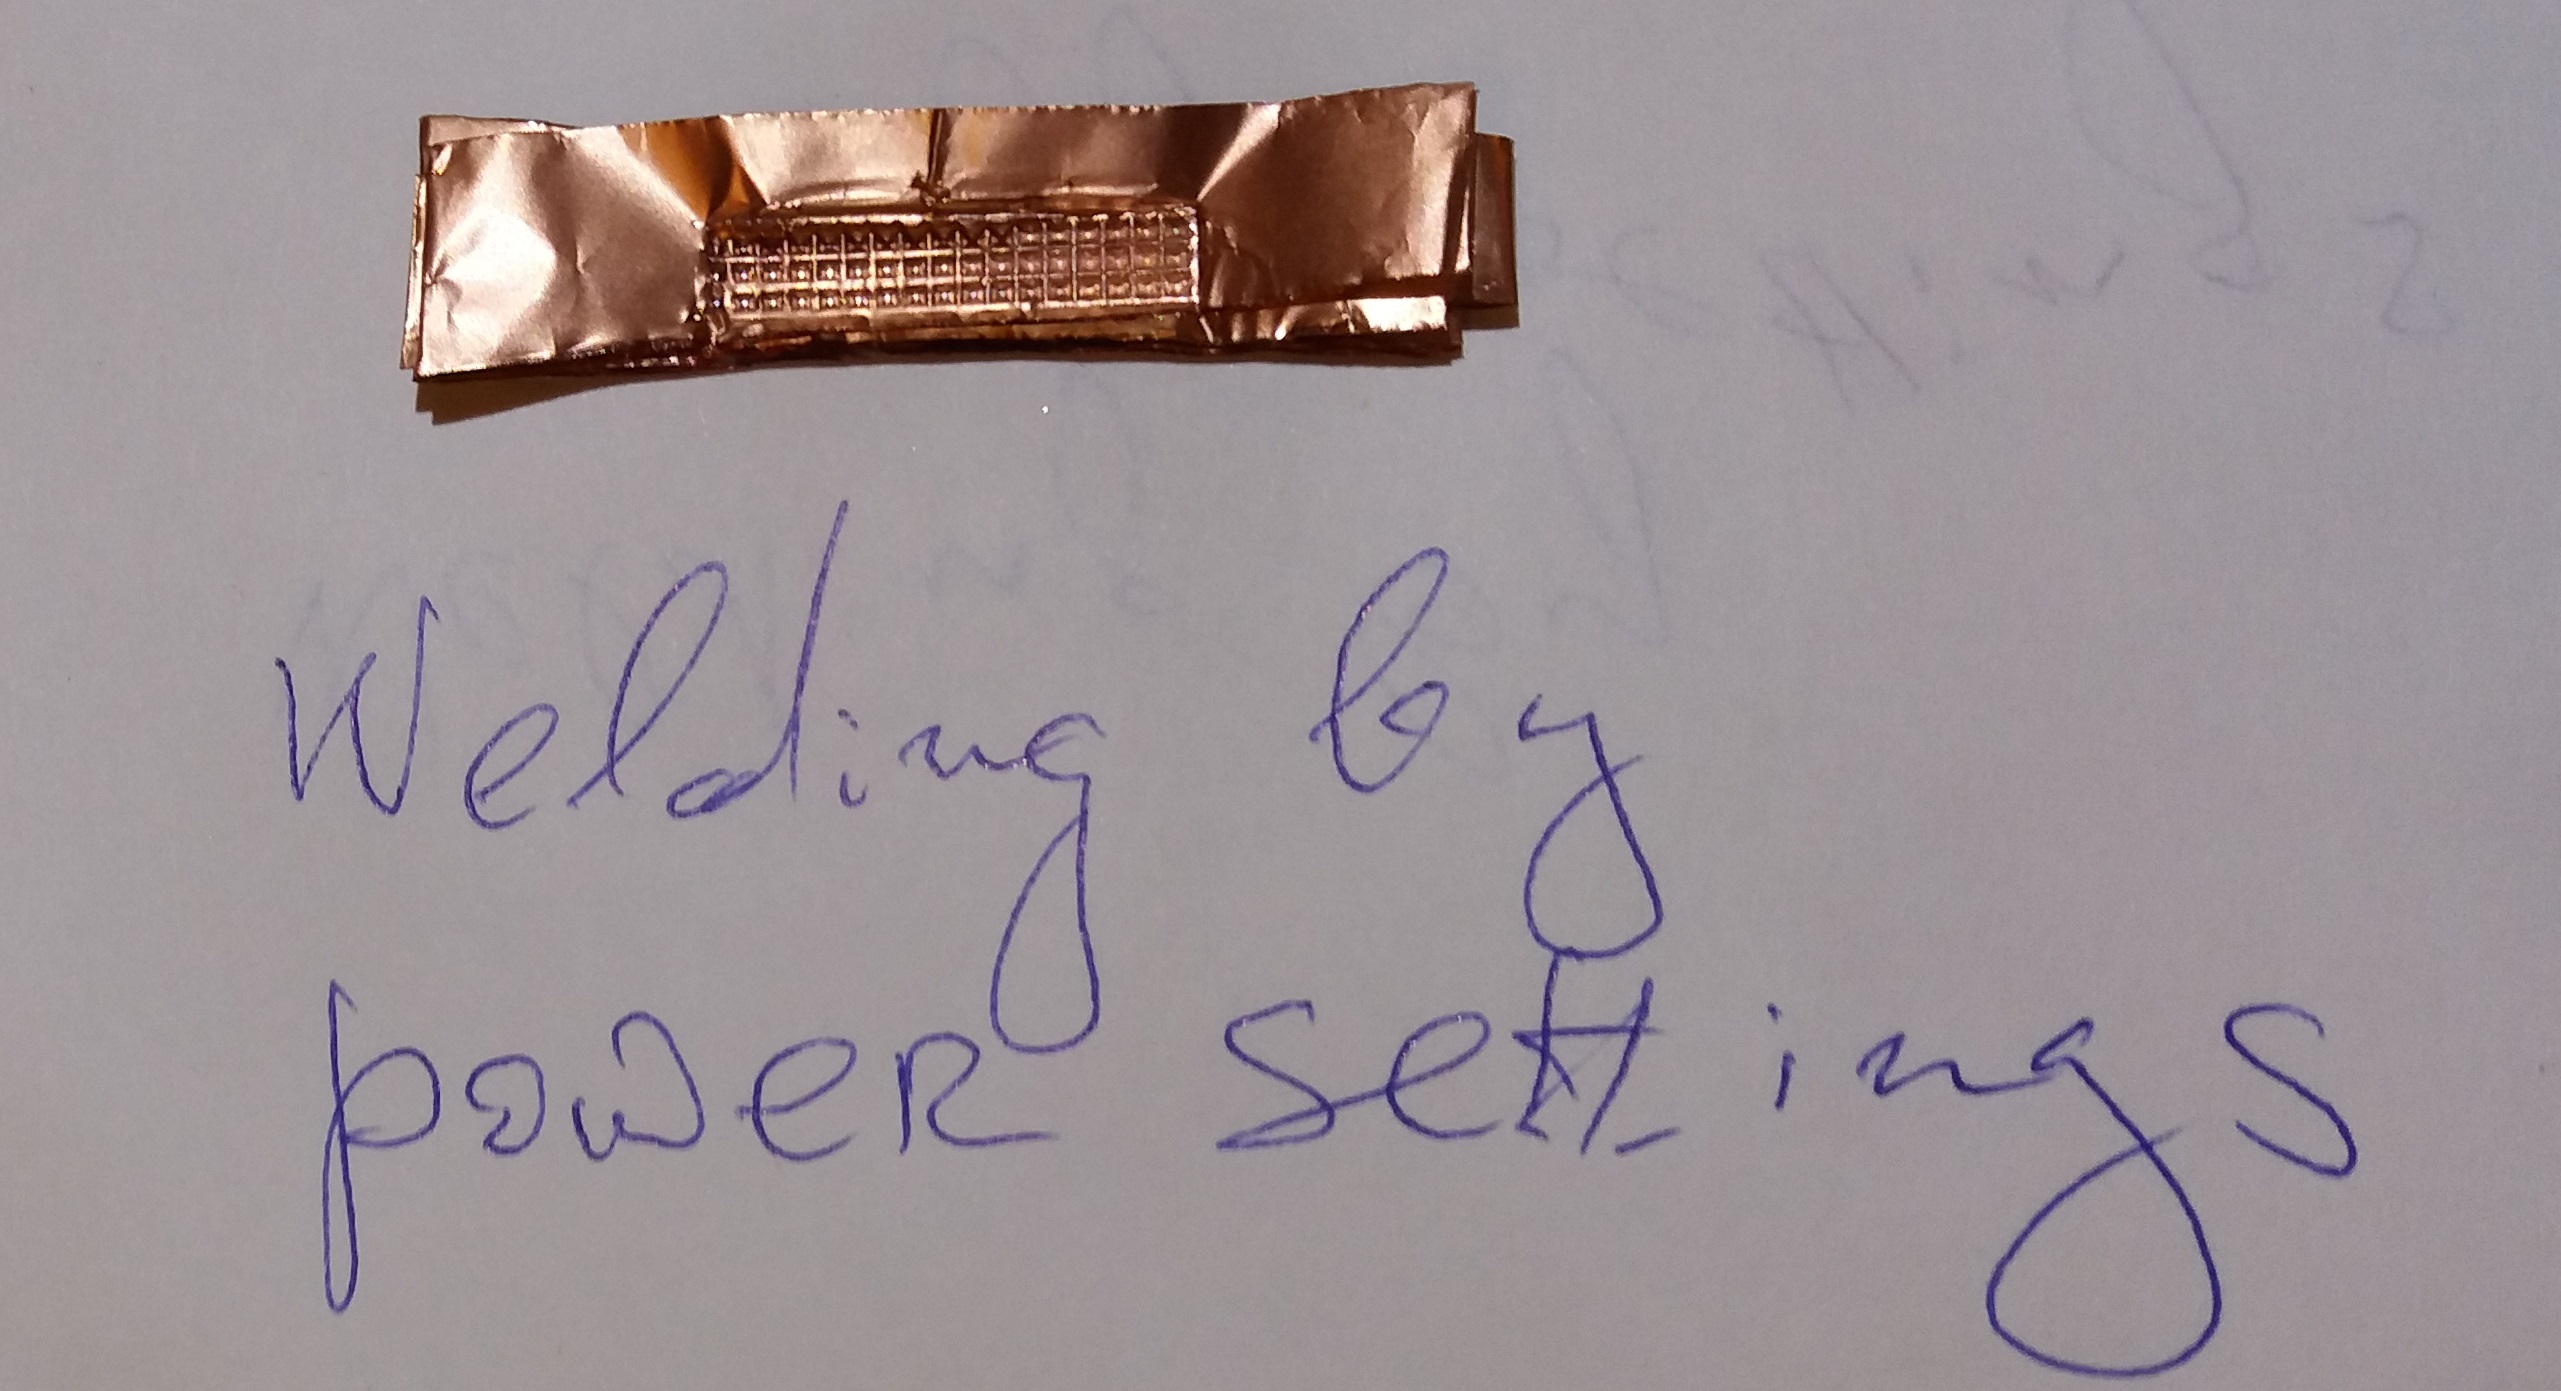 Welding by
power settings